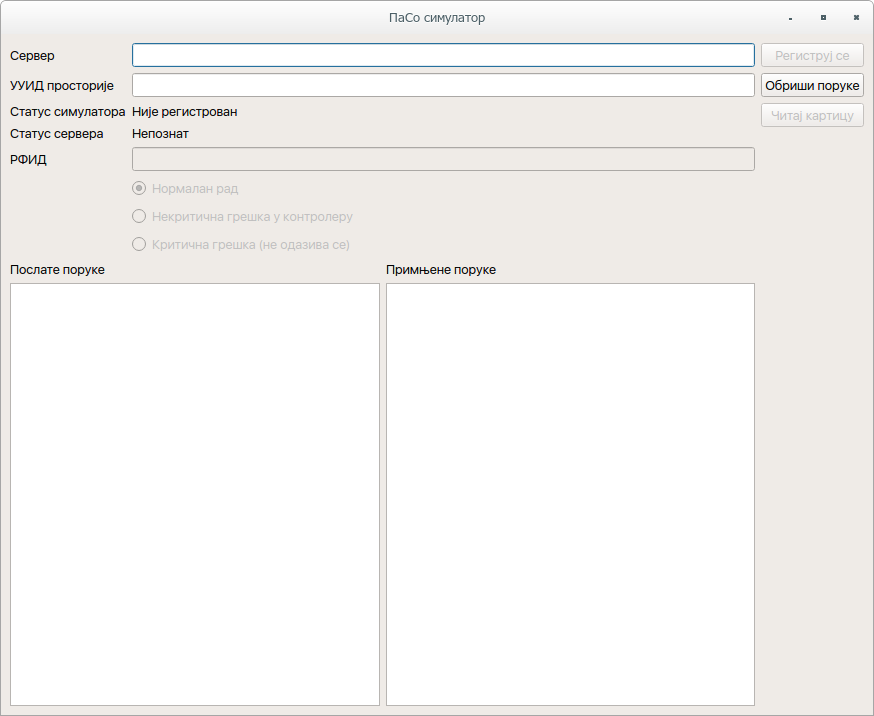 ПаСо симулатор
Сервер
Региструј се
УУИД просторије
Обриши поруке
Статус симулатора Није регистрован
Читај картицу
Статус сервера Непознат
РФИД
Нормалан рад
Некритична грешка у контролеру
Критична грешка (не одазива се)
Послате поруке
Примњене поруке